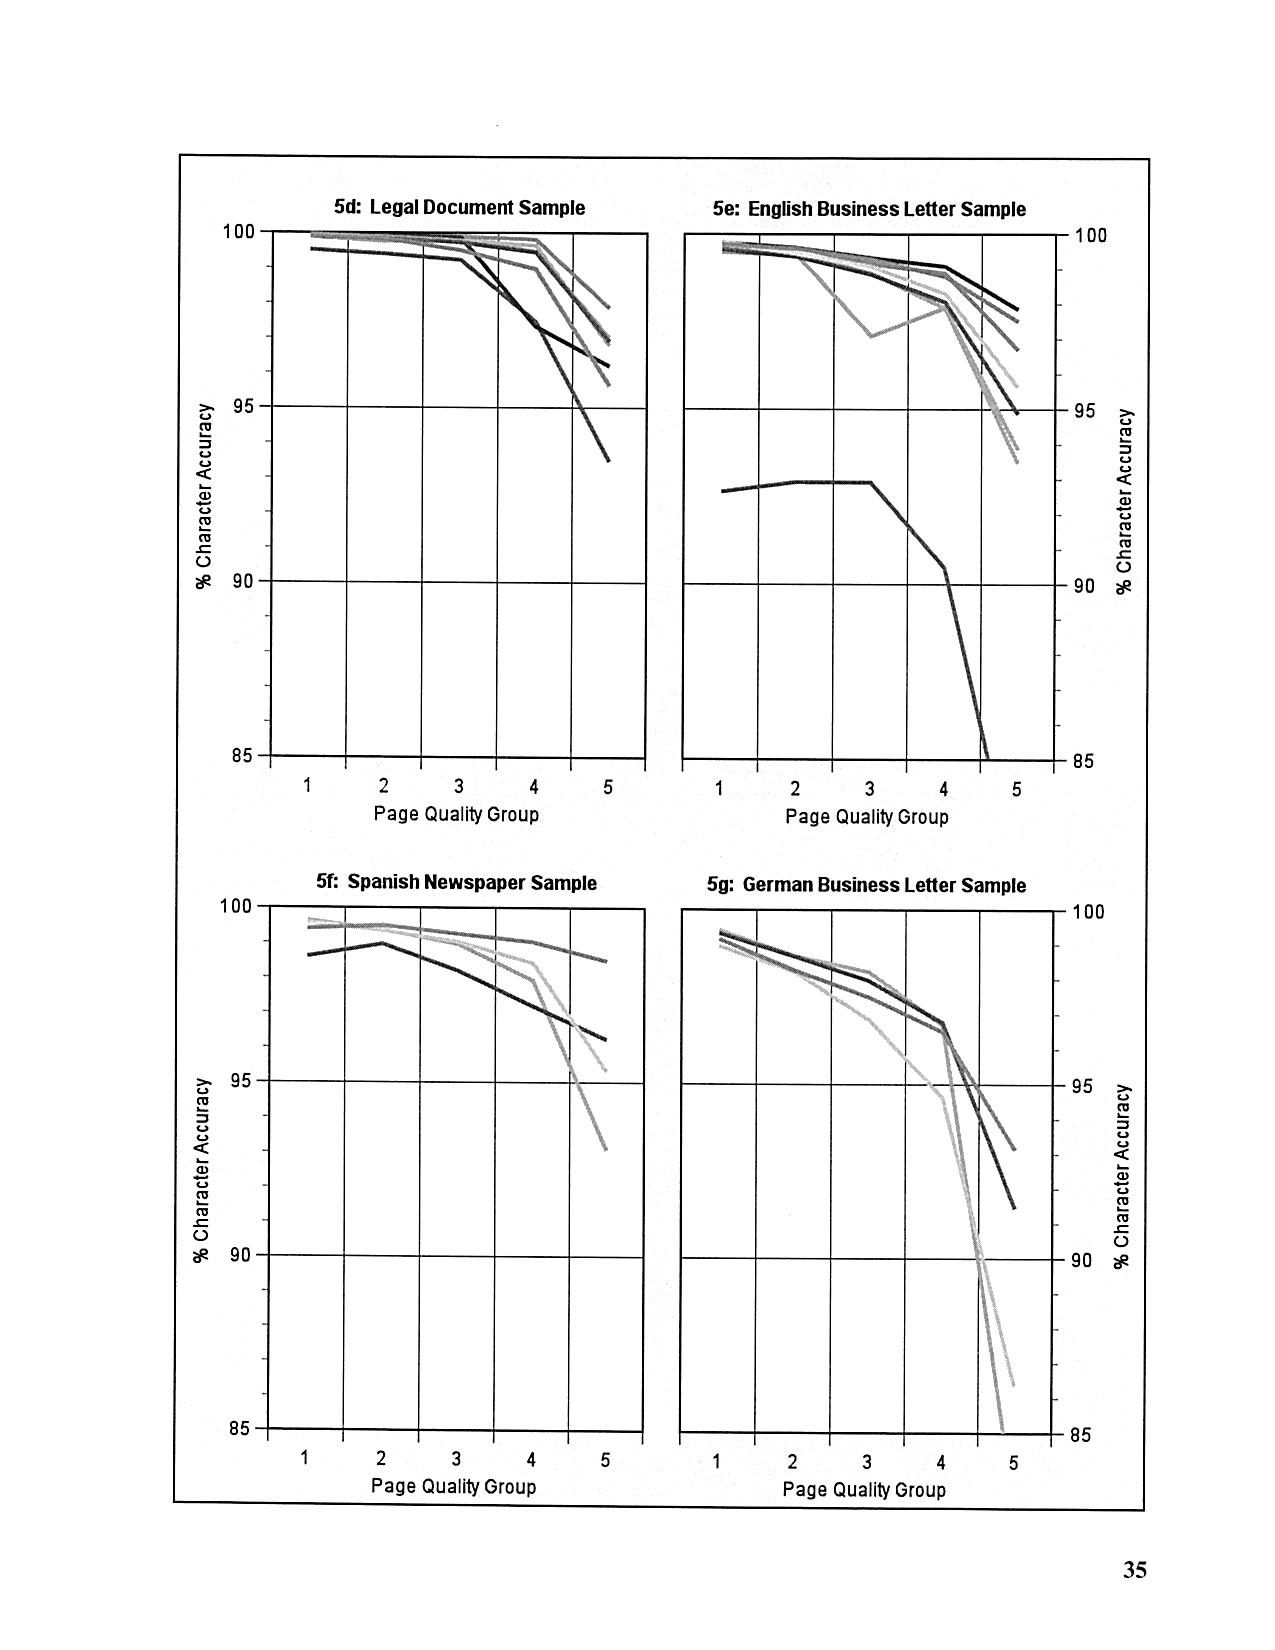 5d: Legal Document Sample
100
95
90
85
% Character Accuracy
1 2 3 4 5
Page Quality Group
5e: English Business Letter Sample
100
95
90
85
% Character Accuracy
1 2 3 4 5
Page Quality Group
5f: Spanish Newspaper Sample
100
95
90
85
% Character Accuracy
1 2 3 4 5
Page Quality Group
5g: German Business Letter Sample
100
95
90
85
% Character Accuracy
1 2 3 4 5
Page Quality Group
35